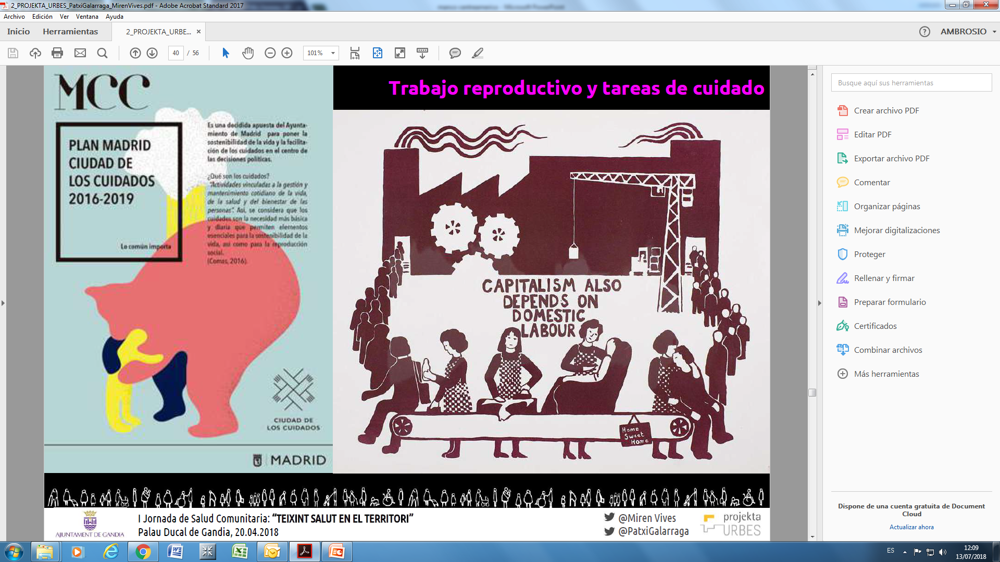 2_PROJEKTA_URBES_PatxiGalarraga_MirenVives.pdf - Adobe Acrobat Standard 2017
Archivo Edición Ver Ventana Ayuda
Inicio Herramientas 2_PROJEKTA_URBE... × AMBROSIO
40 / 56 101%
MCC
PLAN MADRID
CIUDAD DE
LOS CUIDADOS
2016-2019
Lo común importa
Es una decidida apuesta del Ayunta-
miento de Madrid para poner la
sostenibilidad de la vida y la facilita-
ción de los cuidados en el centro de
las decisiones políticas.
¿Qué son los cuidados?
"Actividades vinculadas a la gestión y
mantenimiento cotidiano de la vida,
de la salud y del bienestar de las
personas". Así, se considera que los
cuidados son la necesidad más básica
y diaria que permiten elementos
esenciales para la sostenibilidad de la
vida, así como para la reproducción
social.
(Comas, 2016).
CIUDAD DE
LOS CUIDADOS
MADRID
Trabajo reproductivo y tareas de cuidado
CAPITALISM ALSO
DEPENDS ON
DOMESTIC
LABOUR
Home
Sweet
Home
AJUNTAMENT DE GANDIA
I Jornada de Salud Comunitaria: “TEIXINT SALUT EN EL TERRITORI”
Palau Ducal de Gandia, 20.04.2018
@Miren Vives
@PatxiGalarraga
projekta
URBES
Busque aquí sus herramientas
Crear archivo PDF
Editar PDF
Exportar archivo PDF
Comentar
Organizar páginas
Mejorar digitalizaciones
Proteger
Rellenar y firmar
Preparar formulario
Certificados
Combinar archivos
Más herramientas
Dispone de una cuenta gratuita de Document
Cloud
Actualizar ahora
ES
12:09
13/07/2018